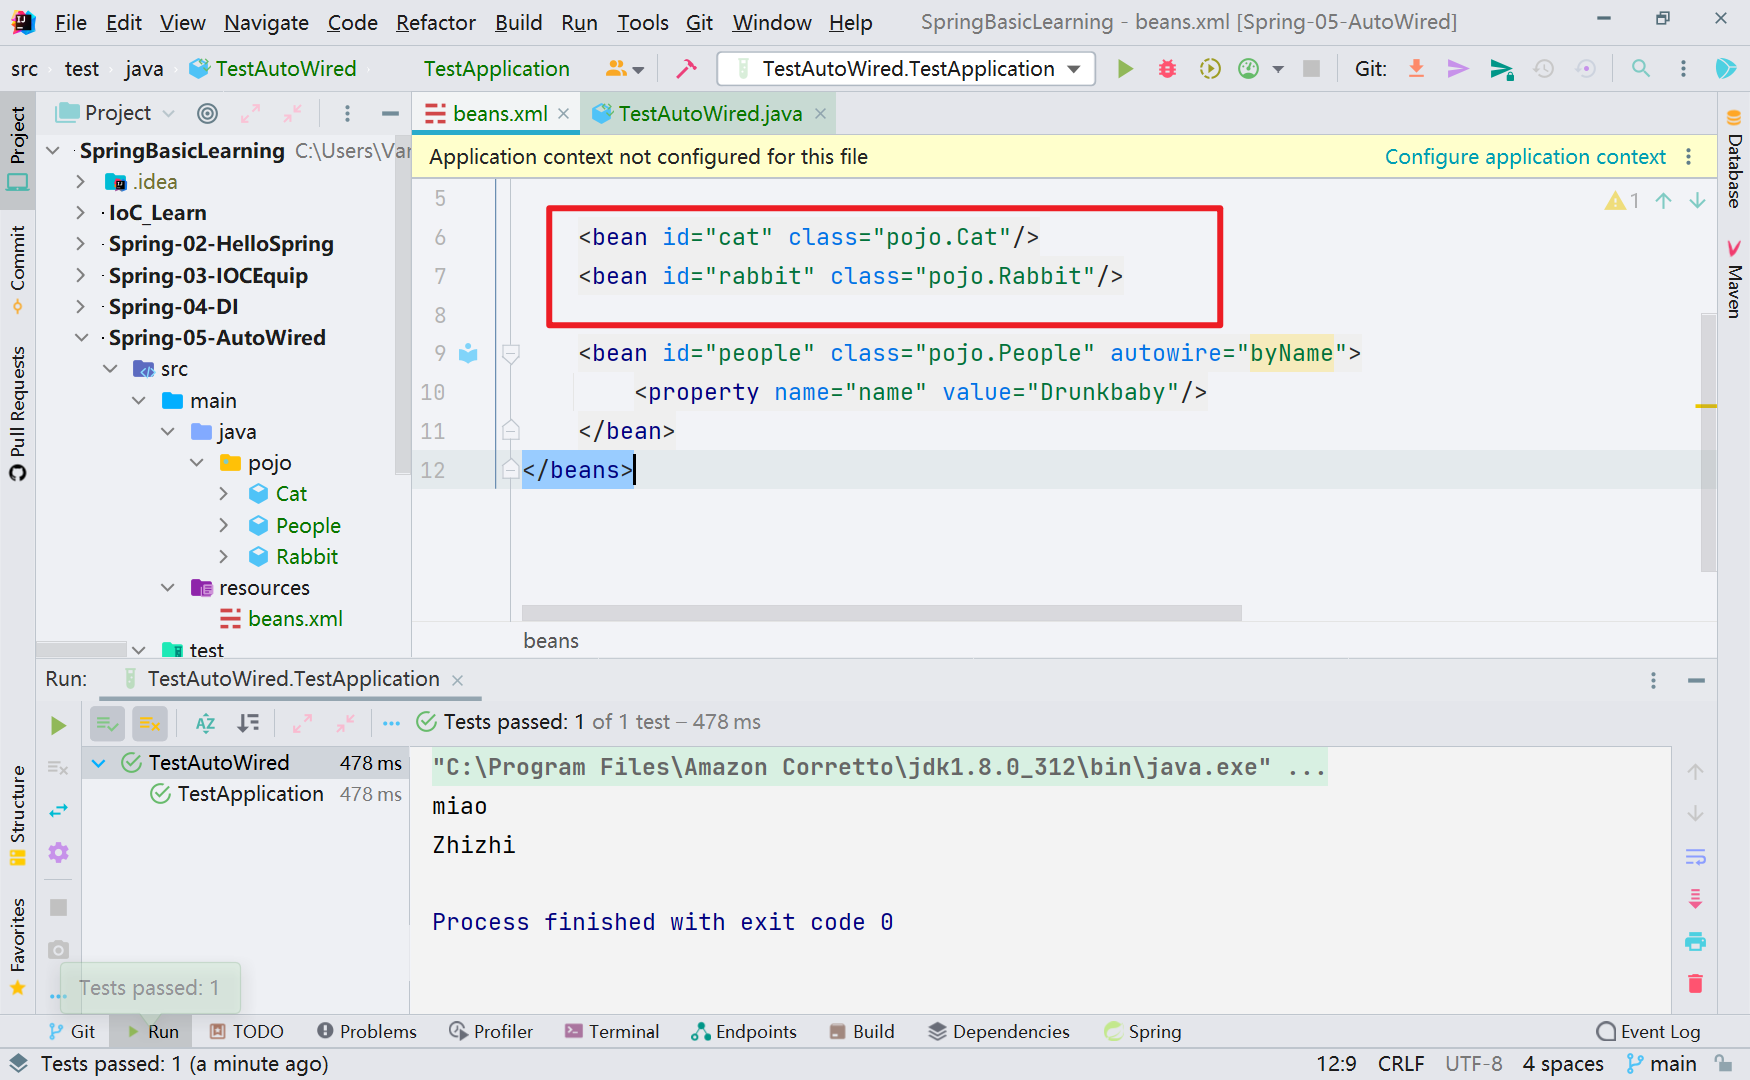 File Edit View Navigate Code Refactor Build Run Tools Git Window Help SpringBasicLearning - beans.xml [Spring-05-AutoWired]
src test java TestAutoWired TestApplication TestAutoWired.TestApplication Git:
Project
beans.xml TestAutoWired.java
Application context not configured for this file Configure application context
SpringBasicLearning C:\Users\Var
.idea
IoC_Learn
Spring-02-HelloSpring
Spring-03-IOCEquip
Spring-04-DI
Spring-05-AutoWired
src
main
java
pojo
Cat
People
Rabbit
resources
beans.xml
test
5
6 <bean id="cat" class="pojo.Cat"/>
7 <bean id="rabbit" class="pojo.Rabbit"/>
8
9 <bean id="people" class="pojo.People" autowire="byName">
10 <property name="name" value="Drunkbaby"/>
11 </bean>
12 </beans>
1
beans
Project
Commit
Pull Requests
Structure
Favorites
Database
Maven
Run: TestAutoWired.TestApplication
Tests passed: 1 of 1 test – 478 ms
TestAutoWired 478 ms
TestApplication 478 ms
"C:\Program Files\Amazon Corretto\jdk1.8.0_312\bin\java.exe" ...
miao
Zhizhi
Process finished with exit code 0
Tests passed: 1
Git Run TODO Problems Profiler Terminal Endpoints Build Dependencies Spring Event Log
Tests passed: 1 (a minute ago) 12:9 CRLF UTF-8 4 spaces main